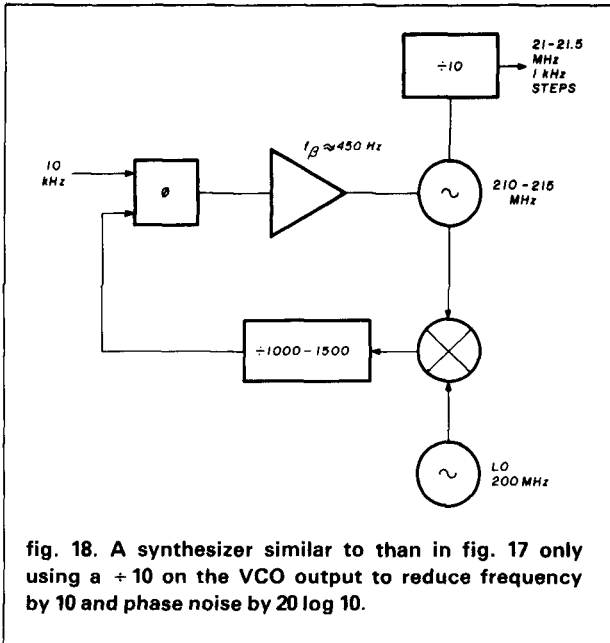 ÷10
21-21.5
MHz
1 kHz
STEPS
10
kHz
ø
fβ≈450 Hz
~
210-215
MHz
÷1000-1500
~
LO
200 MHz
fig. 18. A synthesizer similar to than in fig. 17 only
using a ÷ 10 on the VCO output to reduce frequency
by 10 and phase noise by 20 log 10.